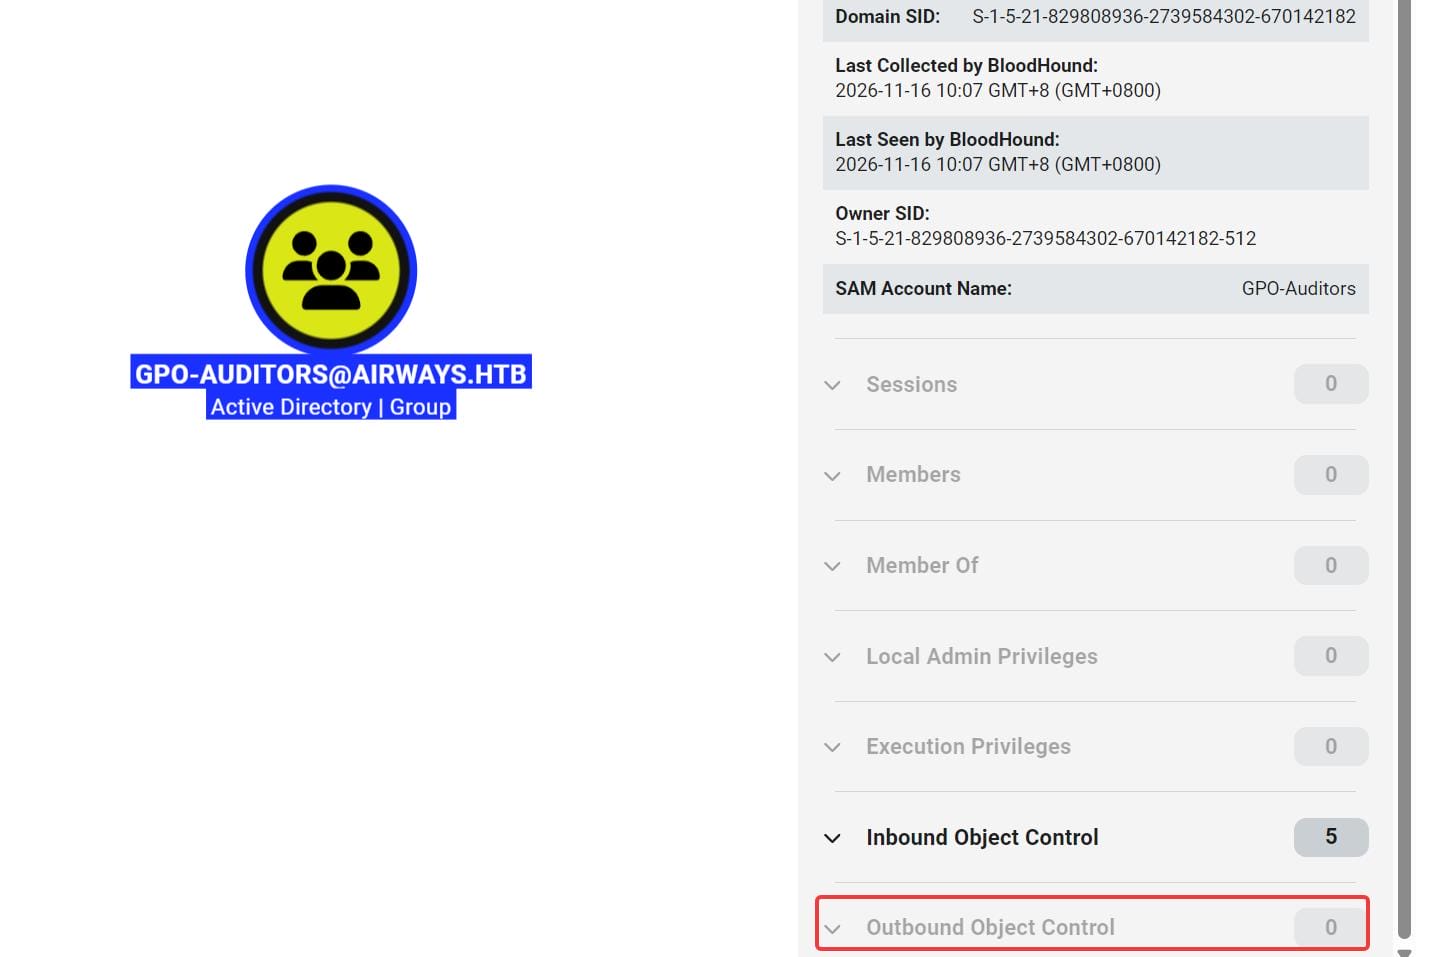 GPO-AUDITORS@AIRWAYS.HTB
Active Directory | Group
Domain SID: S-1-5-21-829808936-2739584302-670142182
Last Collected by BloodHound:
2026-11-16 10:07 GMT+8 (GMT+0800)
Last Seen by BloodHound:
2026-11-16 10:07 GMT+8 (GMT+0800)
Owner SID:
S-1-5-21-829808936-2739584302-670142182-512
SAM Account Name: GPO-Auditors
Sessions 0
Members 0
Member Of 0
Local Admin Privileges 0
Execution Privileges 0
Inbound Object Control 5
Outbound Object Control 0